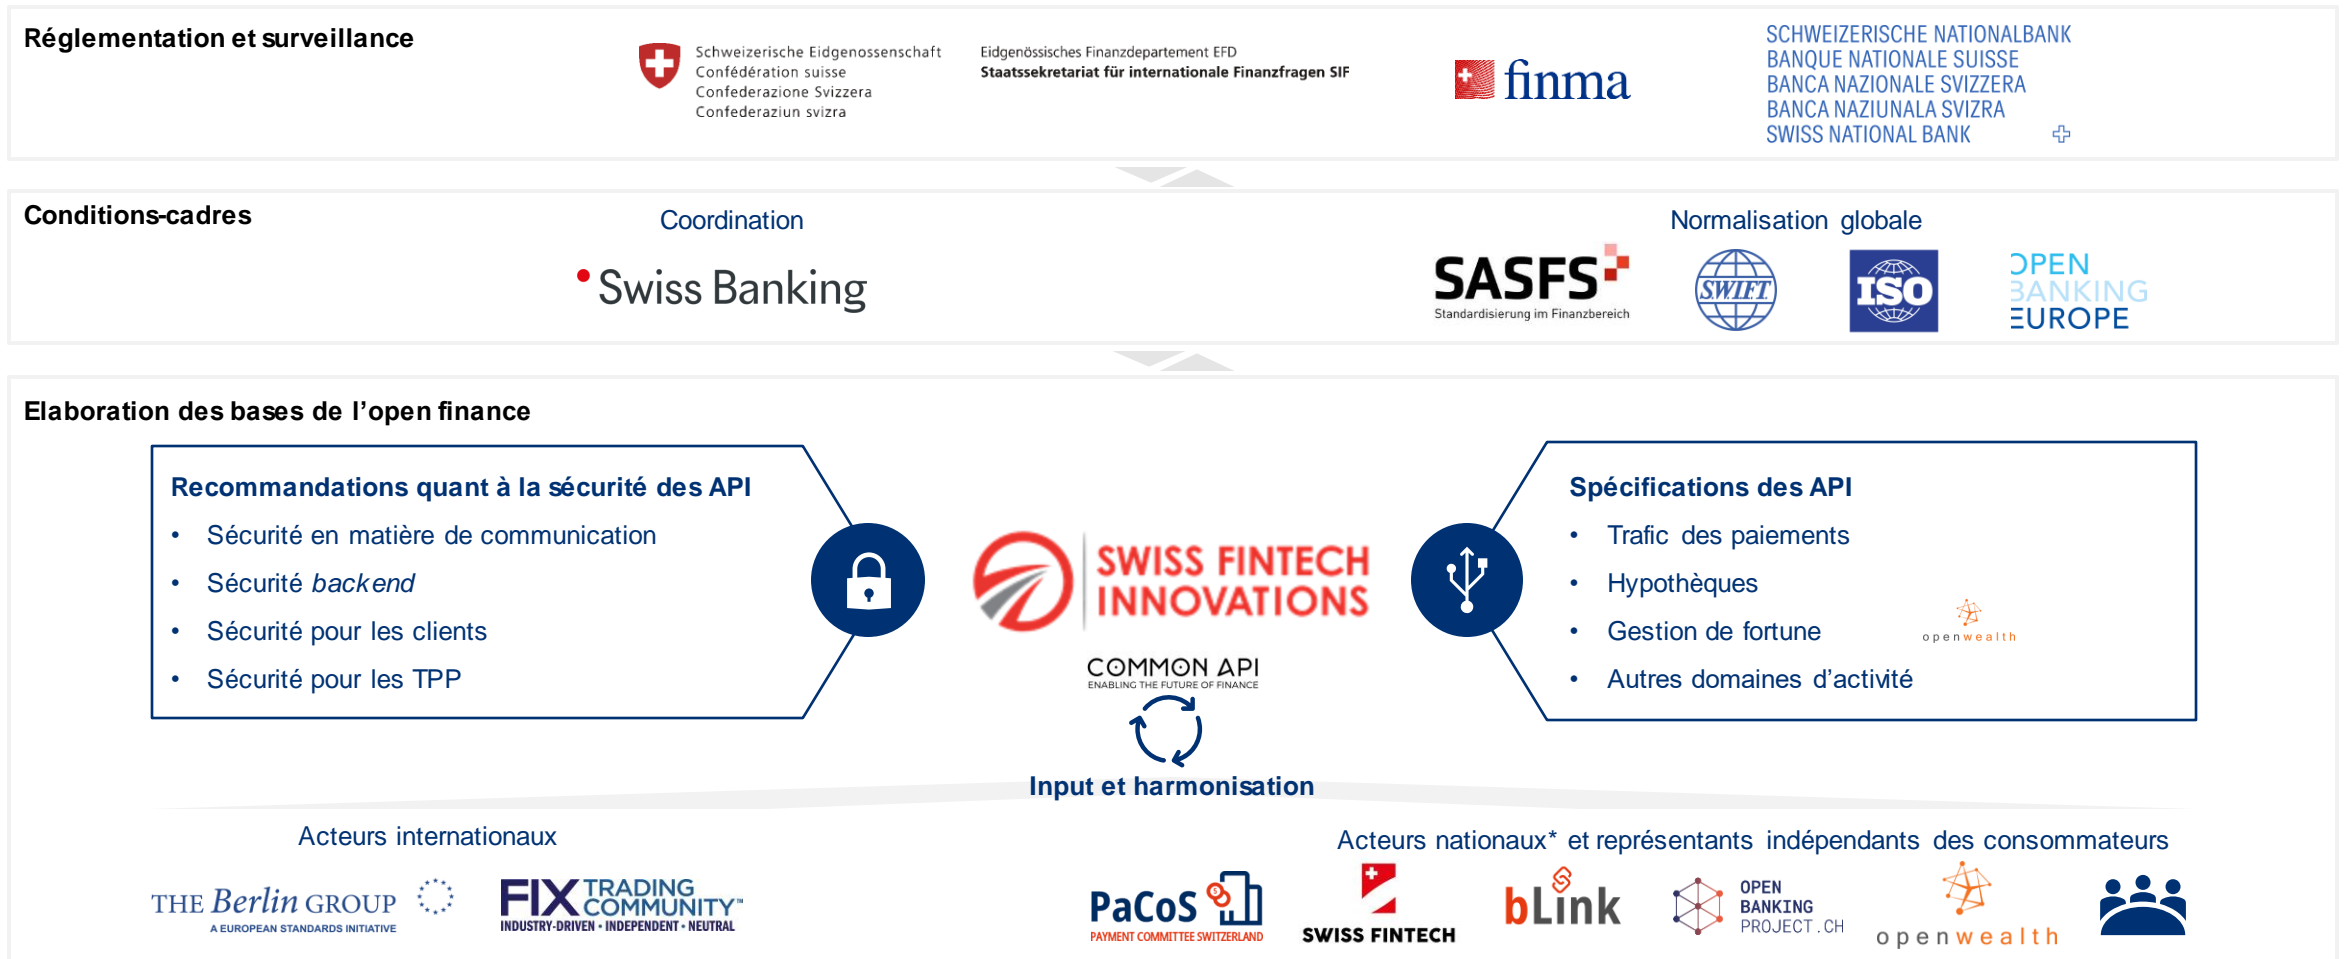 Réglementation et surveillance
Schweizerische Eidgenossenschaft
Confédération suisse
Confederazione Svizzera
Confederaziun svizra
Eidgenössisches Finanzdepartement EFD
Staatssekretariat für internationale Finanzfragen SIF
finma
SCHWEIZERISCHE NATIONALBANK
BANQUE NATIONALE SUISSE
BANCA NAZIONALE SVIZZERA
BANCA NAZIUNALA SVIZRA
SWISS NATIONAL BANK
Conditions-cadres
Coordination
Swiss Banking
Normalisation globale
SASFS
Standardisierung im Finanzbereich
S.W.I.F.T.
ISO
OPEN
BANKING
EUROPE
Elaboration des bases de l’open finance
Recommandations quant à la sécurité des API
• Sécurité en matière de communication
• Sécurité backend
• Sécurité pour les clients
• Sécurité pour les TPP
SWISS FINTECH
INNOVATIONS
COMMON API
ENABLING THE FUTURE OF FINANCE
Spécifications des API
• Trafic des paiements
• Hypothèques
• Gestion de fortune
openwealth
• Autres domaines d’activité
Input et harmonisation
Acteurs internationaux
THE Berlin GROUP
A EUROPEAN STANDARDS INITIATIVE
FIX TRADING
COMMUNITY™
INDUSTRY-DRIVEN • INDEPENDENT • NEUTRAL
Acteurs nationaux* et représentants indépendants des consommateurs
PaCoS
PAYMENT COMMITTEE SWITZERLAND
SWISS FINTECH
bLink
OPEN
BANKING
PROJECT.CH
openwealth